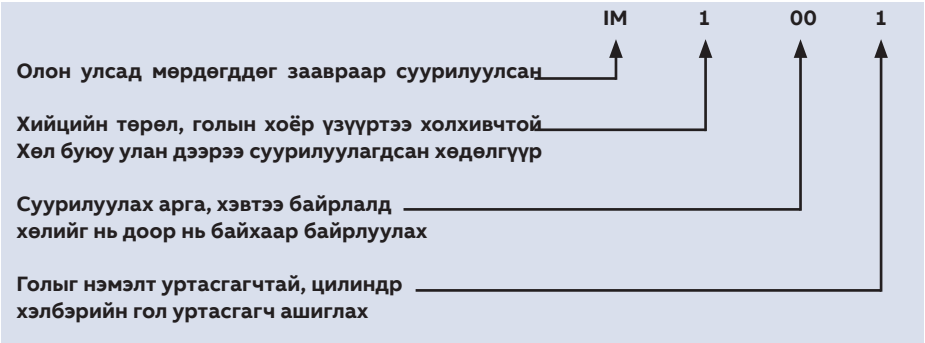 IM 1 00 1
Олон улсад мөрдөгддөг заавраар суурилуулсан
Хийцийн төрөл, голын хоёр үзүүртээ холхивчтой
Хөл буюу улан дээрээ суурилуулагдсан хөдөлгүүр
Суурилуулах арга, хэвтээ байрлалд
хөлийг нь доор нь байхаар байрлуулах
Голыг нэмэлт уртасгагчтай, цилиндр
хэлбэрийн гол уртасгагч ашиглах